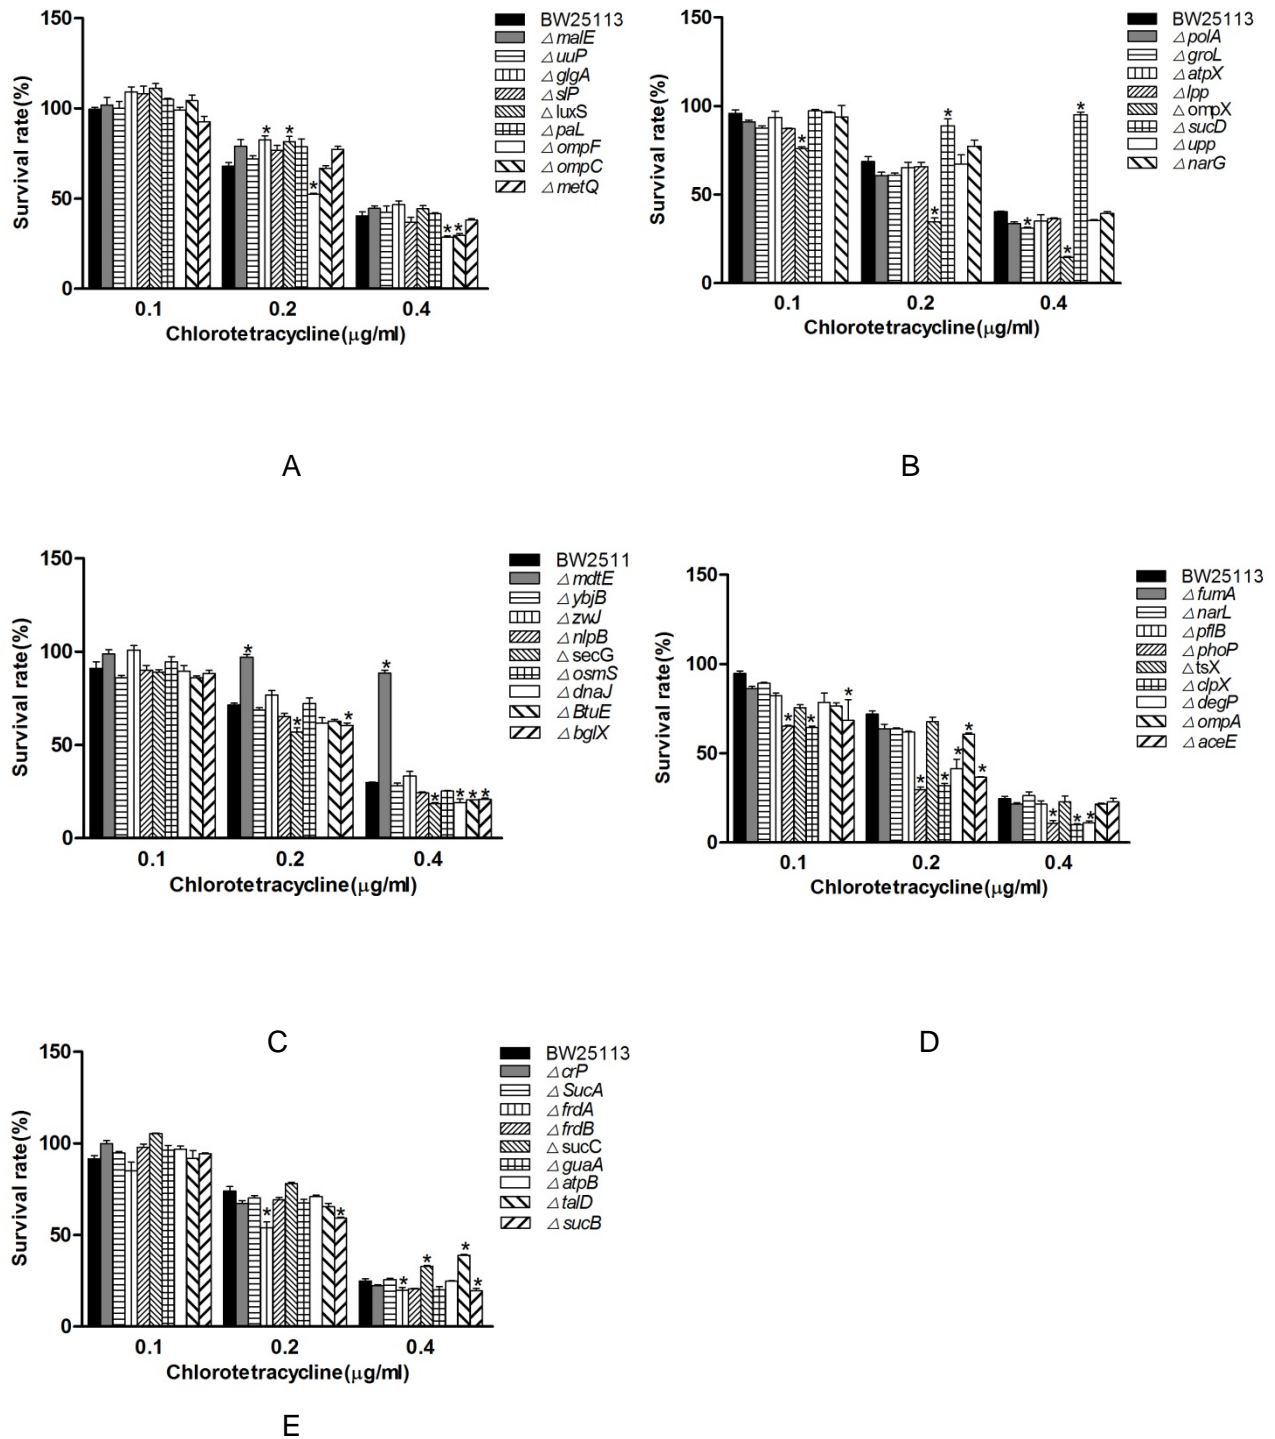 150
100
50
0
Survival rate(%)
0.1 0.2 0.4
Chlorotetracycline(μg/ml)
BW25113
△malE
△uuP
△glgA
△slP
△luxS
△paL
△ompF
△ompC
△metQ
* * * * *
A
150
100
50
0
Survival rate(%)
0.1 0.2 0.4
Chlorotetracycline(μg/ml)
BW25113
△polA
△groL
△atpX
△lpp
△ompX
△sucD
△upp
△narG
* * * * * *
B
150
100
50
0
Survival rate(%)
0.1 0.2 0.4
Chlorotetracycline(μg/ml)
BW2511
△mdtE
△ybjB
△zwJ
△nlpB
△secG
△osmS
△dnaJ
△BtuE
△bglX
* * * * * * * *
C
150
100
50
0
Survival rate(%)
0.1 0.2 0.4
Chlorotetracycline(μg/ml)
BW25113
△fumA
△narL
△pflB
△phoP
△tsX
△clpX
△degP
△ompA
△aceE
* * * * * * * * * * *
D
150
100
50
0
Survival rate(%)
0.1 0.2 0.4
Chlorotetracycline(μg/ml)
BW25113
△crP
△SucA
△frdA
△frdB
△sucC
△guaA
△atpB
△talD
△sucB
* * * * * *
E